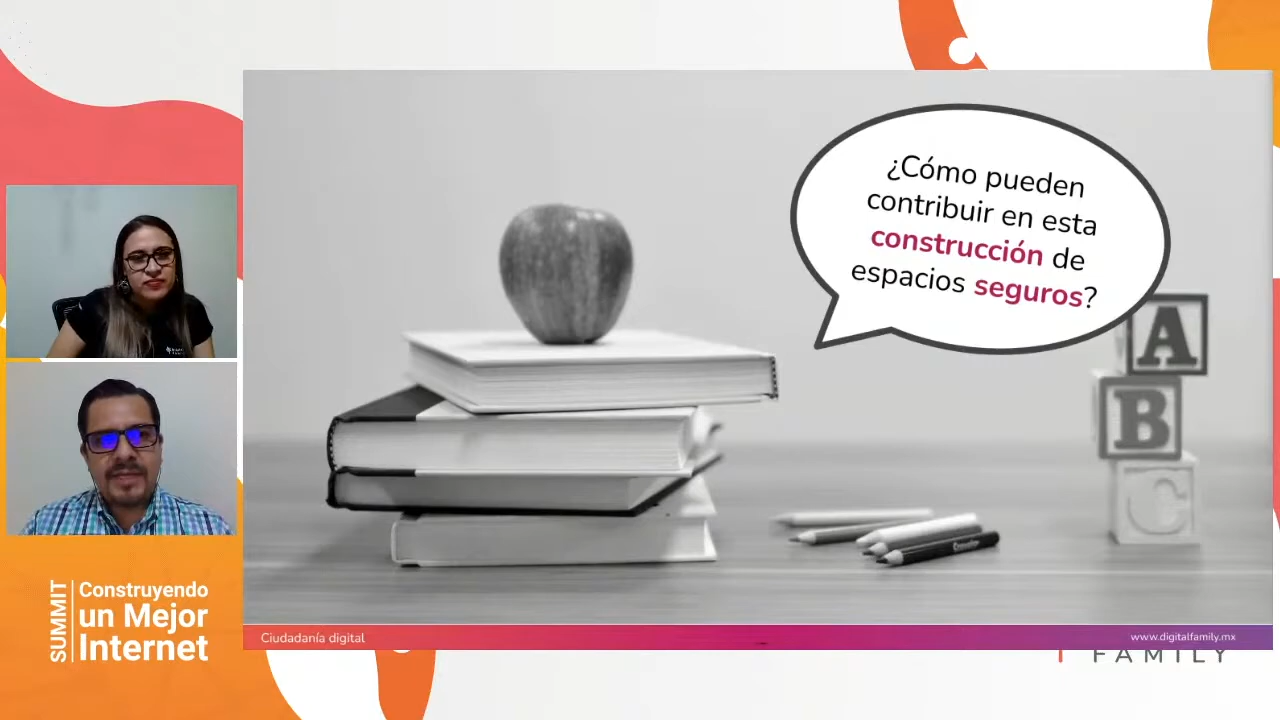 ¿Cómo pueden
contribuir en esta
construcción de
espacios seguros?
A
B
C
SUMMIT
Construyendo
un Mejor
Internet
Ciudadanía digital
www.digitalfamily.mx
FAMILY